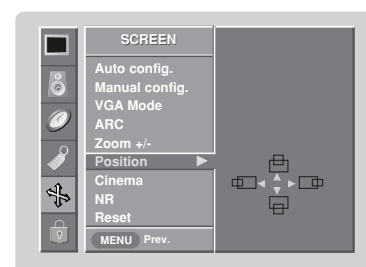 SCREEN
Auto config.
Manual config.
VGA Mode
ARC
Zoom +/-
Position
Cinema
NR
Reset
MENU Prev.